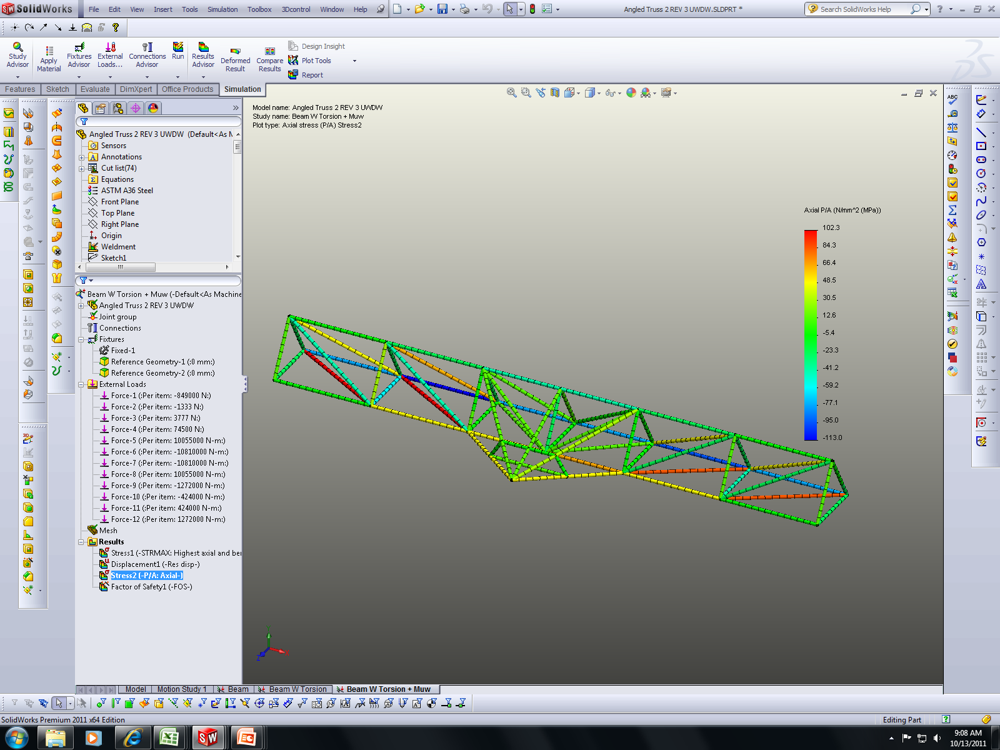 SolidWorks
File Edit View Insert Tools Simulation Toolbox 3Dcontrol Window Help
Angled Truss 2 REV 3 UWDW.SLDPRT *
Search SolidWorks Help
Study Advisor
Apply Material
Fixtures Advisor
External Loads...
Connections Advisor
Run
Results Advisor
Deformed Result
Compare Results
Design Insight
Plot Tools
Report
Features Sketch Evaluate DimXpert Office Products Simulation
Model name: Angled Truss 2 REV 3 UWDW
Study name: Beam W Torsion + Muw
Plot type: Axial stress (P/A) Stress2
Angled Truss 2 REV 3 UWDW (Default<As M
Sensors
Annotations
Cut list(74)
Equations
ASTM A36 Steel
Front Plane
Top Plane
Right Plane
Origin
Weldment
Sketch1
Beam W Torsion + Muw (-Default<As Machine
Angled Truss 2 REV 3 UWDW
Joint group
Connections
Fixtures
Fixed-1
Reference Geometry-1 (:0 mm:)
Reference Geometry-2 (:0 mm:)
External Loads
Force-1 (:Per item: -849000 N:)
Force-2 (:Per item: -1333 N:)
Force-3 (:Per item: 3777 N:)
Force-4 (:Per item: 74500 N:)
Force-5 (:Per item: 10055000 N-m:)
Force-6 (:Per item: -10810000 N-m:)
Force-7 (:Per item: -10810000 N-m:)
Force-8 (:Per item: 10055000 N-m:)
Force-9 (:Per item: -1272000 N-m:)
Force-10 (:Per item: -424000 N-m:)
Force-11 (:Per item: 424000 N-m:)
Force-12 (:Per item: 1272000 N-m:)
Mesh
Results
Stress1 (-STRMAX: Highest axial and ber
Displacement1 (-Res disp-)
Stress2 (-P/A: Axial-)
Factor of Safety1 (-FOS-)
Axial P/A (N/mm^2 (MPa))
102.3
84.3
66.4
48.5
30.5
12.6
-5.4
-23.3
-41.2
-59.2
-77.1
-95.0
-113.0
Model Motion Study 1 Beam Beam W Torsion Beam W Torsion + Muw
SolidWorks Premium 2011 x64 Edition
Editing Part
9:08 AM
10/13/2011